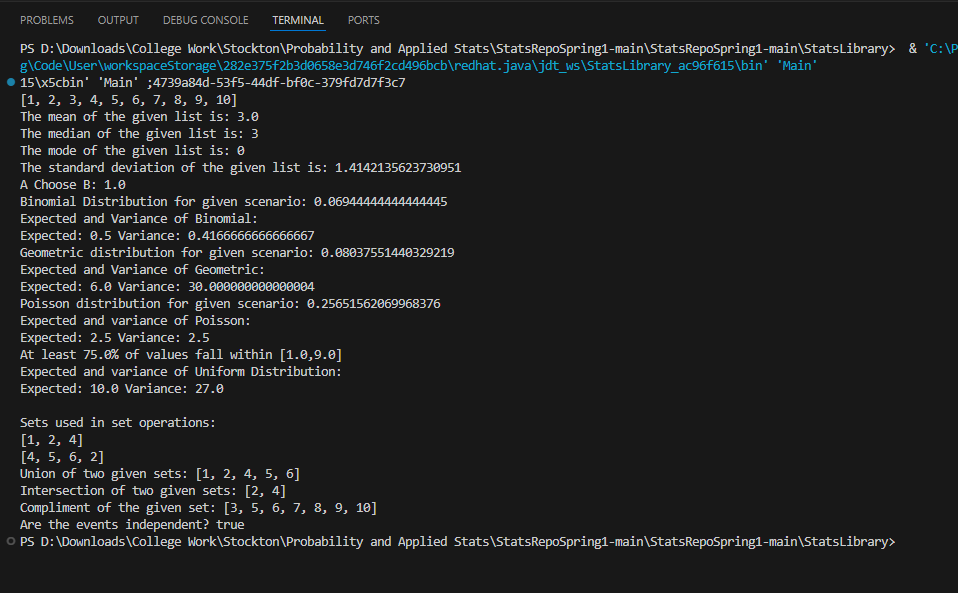 PROBLEMS OUTPUT DEBUG CONSOLE TERMINAL PORTS
PS D:\Downloads\College Work\Stockton\Probability and Applied Stats\StatsRepoSpring1-main\StatsRepoSpring1-main\StatsLibrary> & 'C:\P
g\Code\User\workspaceStorage\282e375f2b3d0658e3d746f2cd496bcb\redhat.java\jdt_ws\StatsLibrary_ac96f615\bin' 'Main'
15\x5cbin' 'Main' ;4739a84d-53f5-44df-bf0c-379fd7d7f3c7
[1, 2, 3, 4, 5, 6, 7, 8, 9, 10]
The mean of the given list is: 3.0
The median of the given list is: 3
The mode of the given list is: 0
The standard deviation of the given list is: 1.4142135623730951
A Choose B: 1.0
Binomial Distribution for given scenario: 0.06944444444444445
Expected and Variance of Binomial:
Expected: 0.5 Variance: 0.4166666666666667
Geometric distribution for given scenario: 0.08037551440329219
Expected and Variance of Geometric:
Expected: 6.0 Variance: 30.000000000000004
Poisson distribution for given scenario: 0.25651562069968376
Expected and variance of Poisson:
Expected: 2.5 Variance: 2.5
At least 75.0% of values fall within [1.0,9.0]
Expected and variance of Uniform Distribution:
Expected: 10.0 Variance: 27.0
Sets used in set operations:
[1, 2, 4]
[4, 5, 6, 2]
Union of two given sets: [1, 2, 4, 5, 6]
Intersection of two given sets: [2, 4]
Compliment of the given set: [3, 5, 6, 7, 8, 9, 10]
Are the events independent? true
PS D:\Downloads\College Work\Stockton\Probability and Applied Stats\StatsRepoSpring1-main\StatsRepoSpring1-main\StatsLibrary>